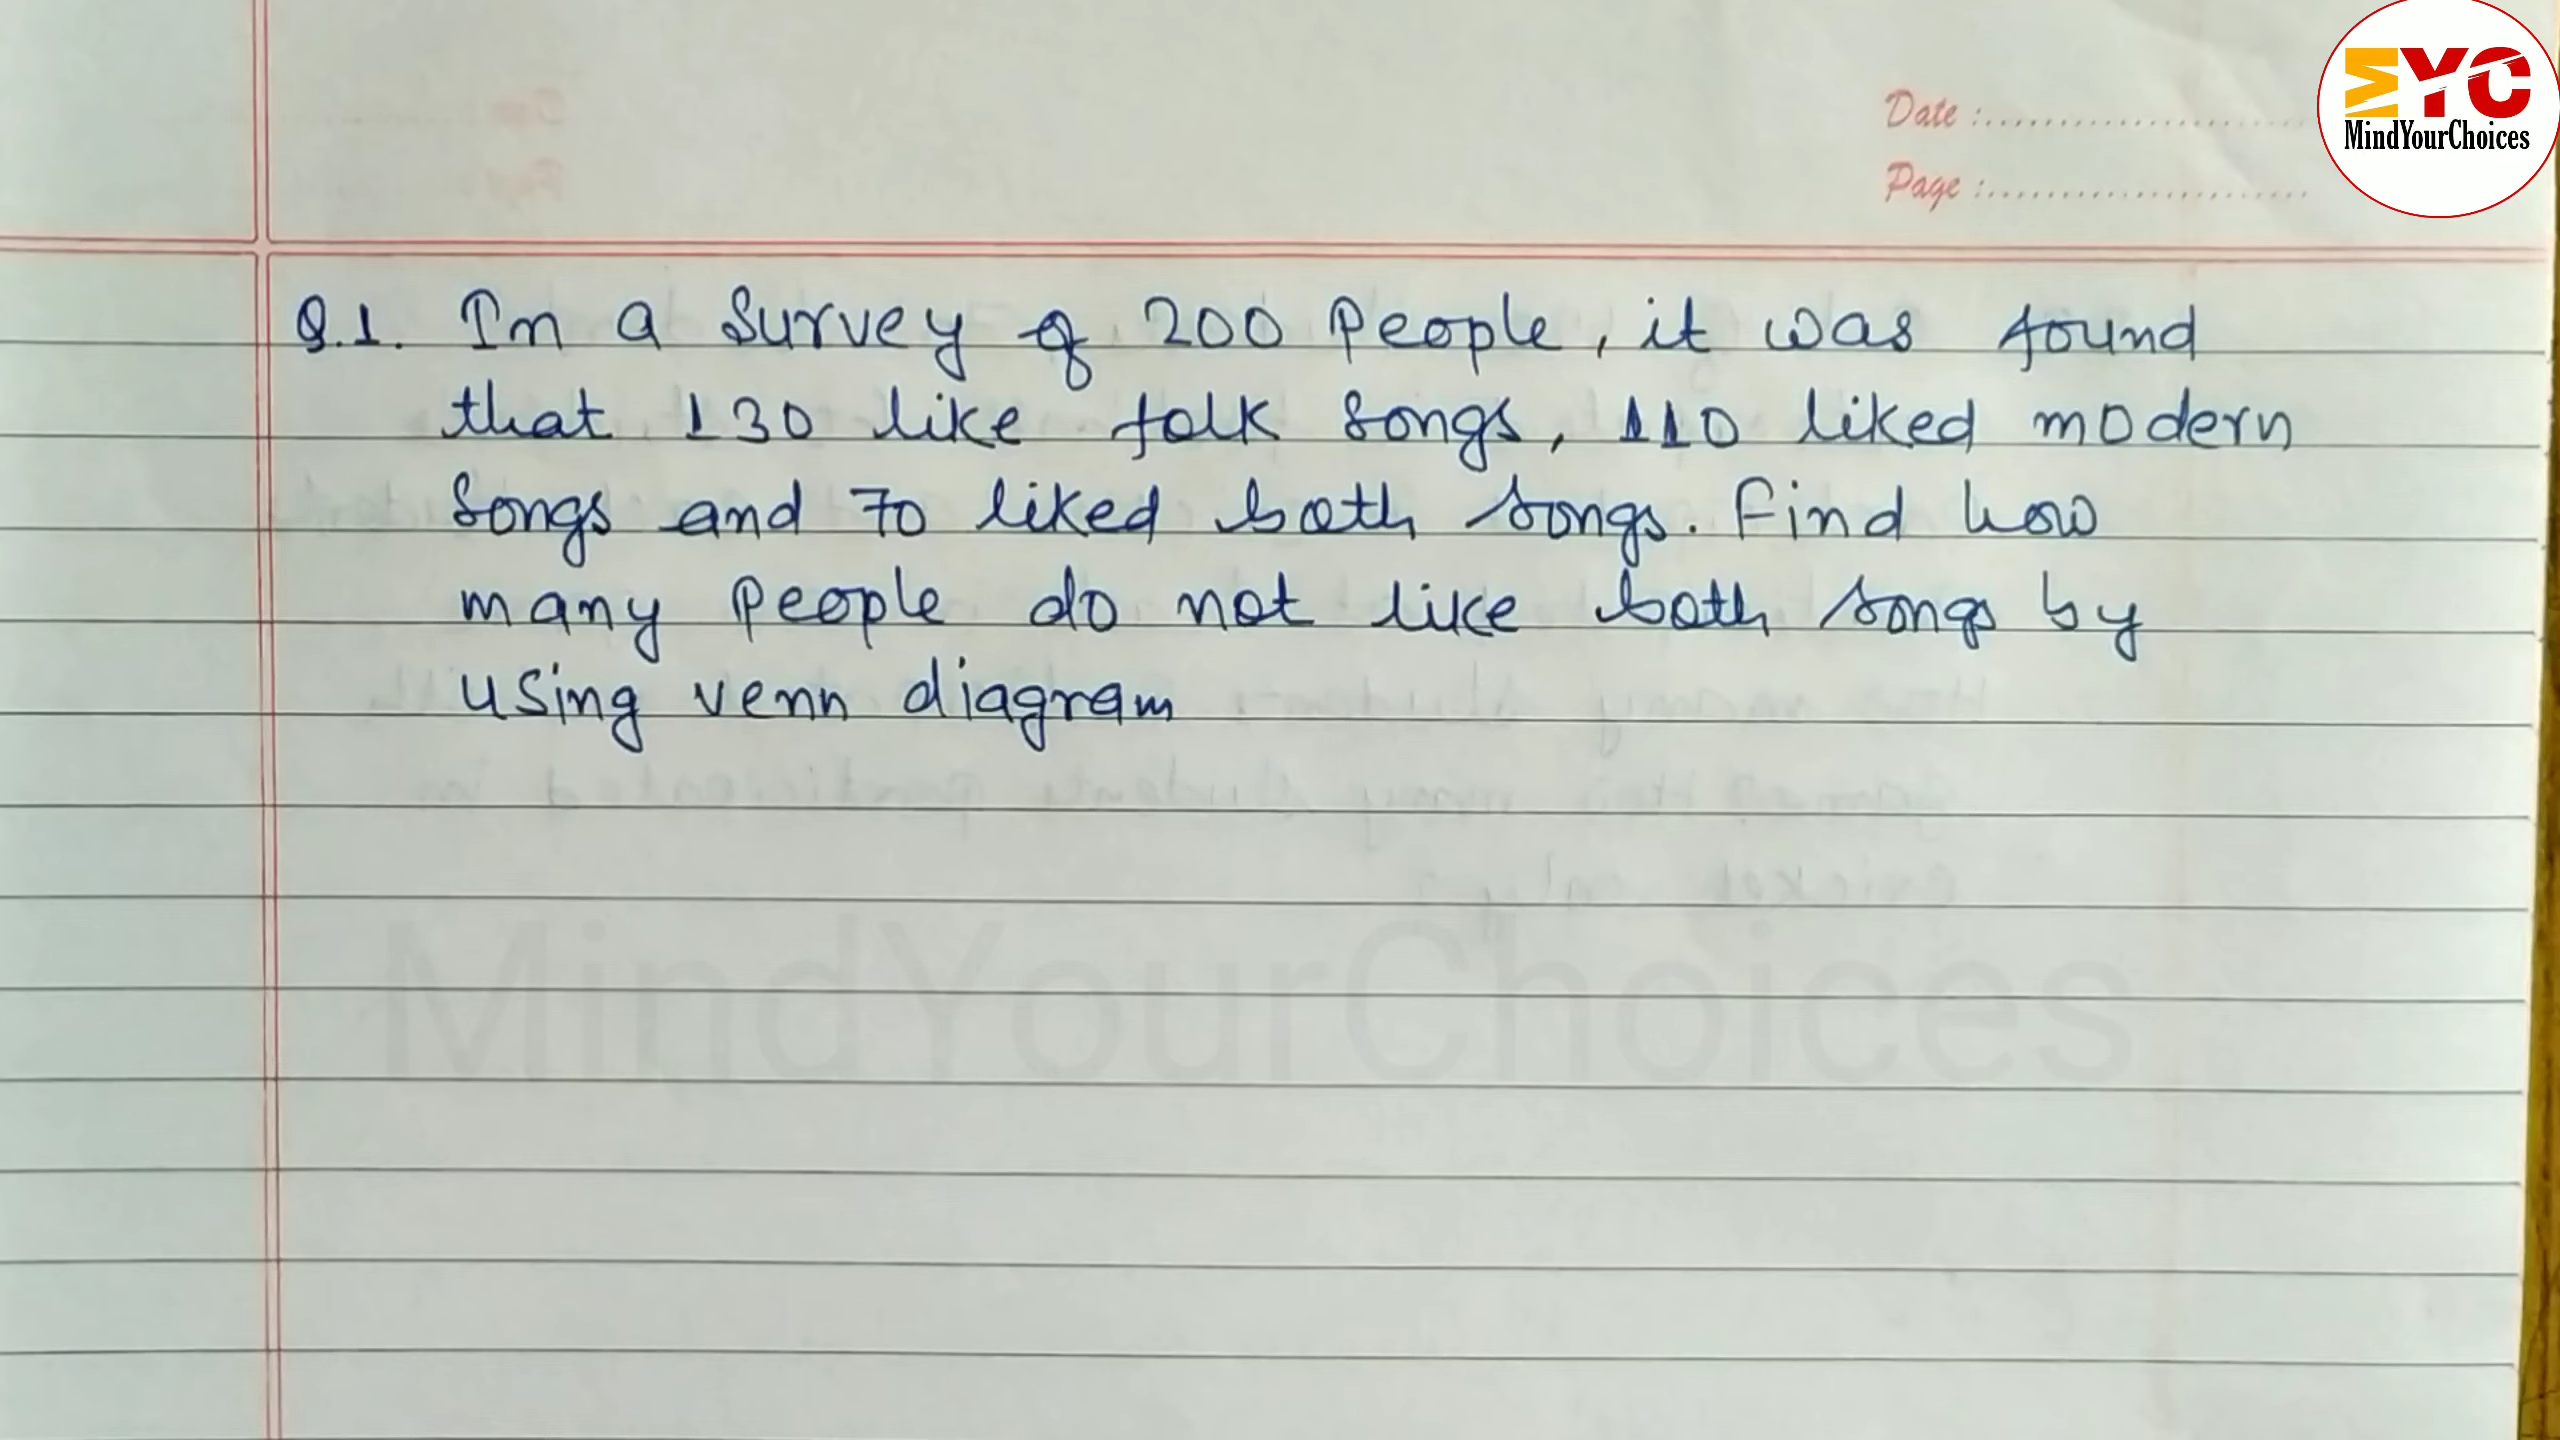 MYC
MindYourChoices
Date :
Page :
Q.1. In a survey of 200 people, it was found
that 130 like folk songs, 110 liked modern
songs and 70 liked both songs. Find how
many people do not like both songs by
using venn diagram
MindYourChoices